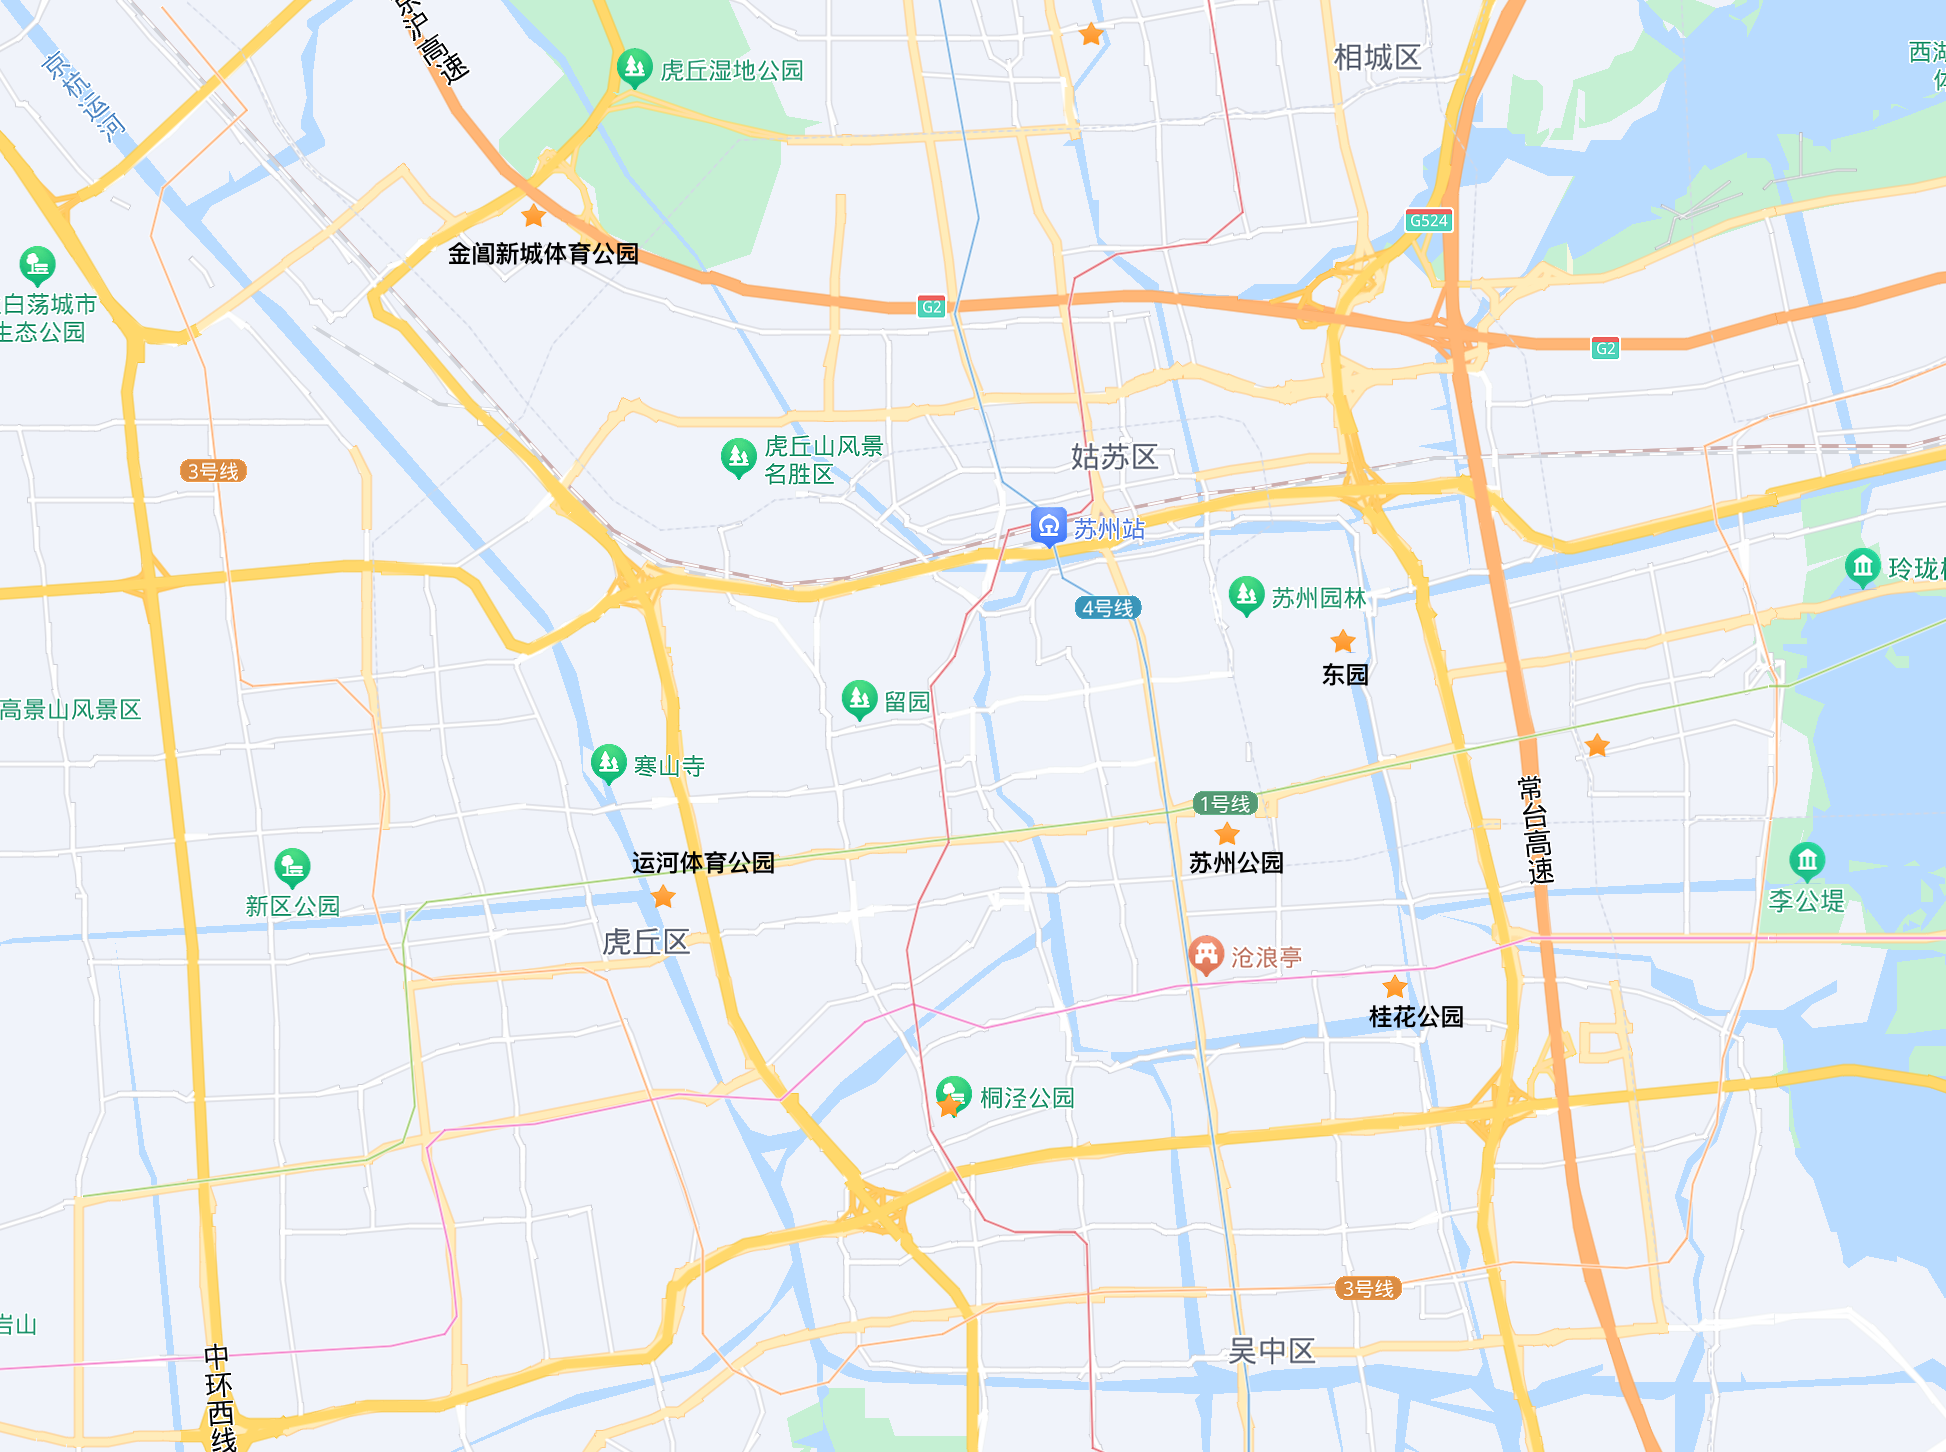 京沪高速
相城区
西湖
体
虎丘湿地公园
京杭运河
G524
金阊新城体育公园
白荡城市
生态公园
G2
G2
虎丘山风景
名胜区
姑苏区
3号线
苏州站
玲珑
苏州园林
4号线
东园
留园
高景山风景区
寒山寺
常台高速
1号线
运河体育公园
苏州公园
李公堤
新区公园
虎丘区
沧浪亭
桂花公园
桐泾公园
3号线
岩山
吴中区
中环西线